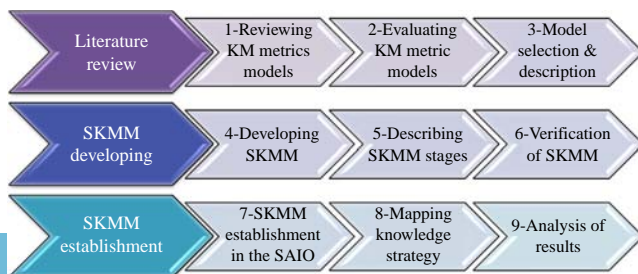 Literature
review
1-Reviewing
KM metrics
models
2-Evaluating
KM metric
models
3-Model
selection &
description
SKMM
developing
4-Developing
SKMM
5-Describing
SKMM stages
6-Verification
of SKMM
SKMM
establishment
7-SKMM
establishment
in the SAIO
8-Mapping
knowledge
strategy
9-Analysis of
results